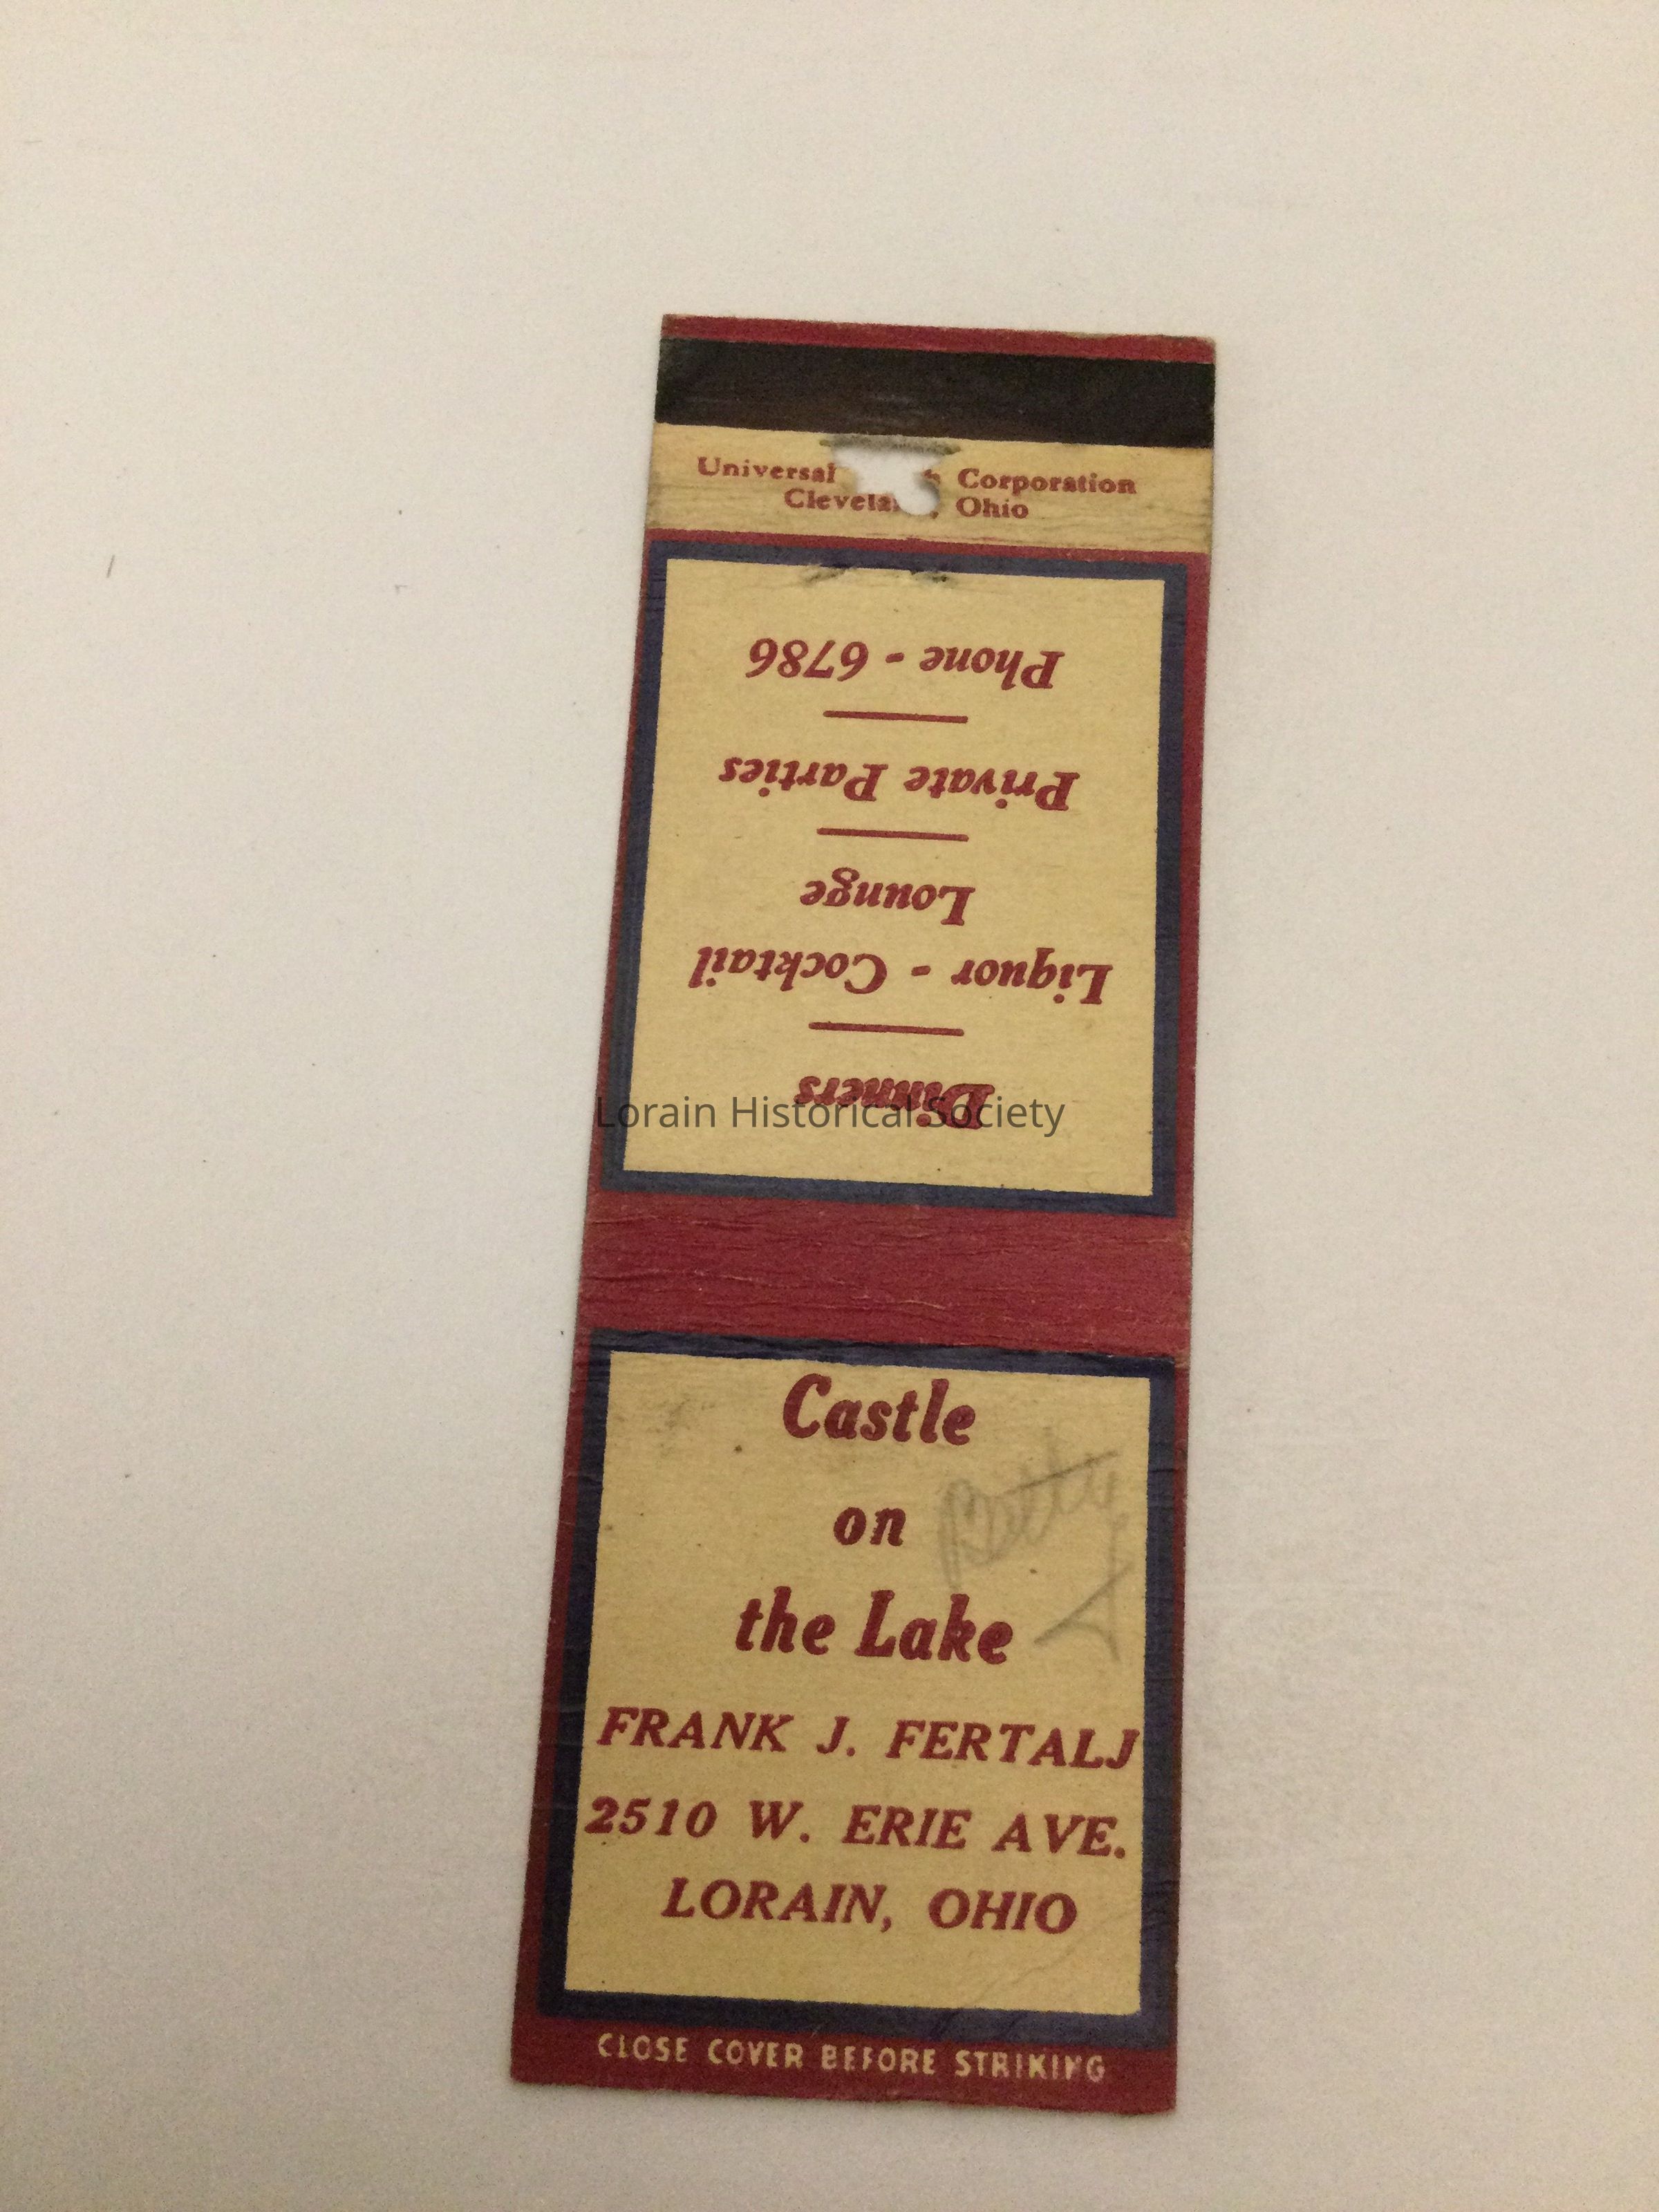 Universal Corporation
Ohio
Dinners
Liquor - Cocktail
Lounge
Private Parties
Phone - 6786
Lorain Historical Society
Castle
on
the Lake
Betty
FRANK J. FERTALJ
2510 W. ERIE AVE.
LORAIN, OHIO
CLOSE COVER BEFORE STRIKING